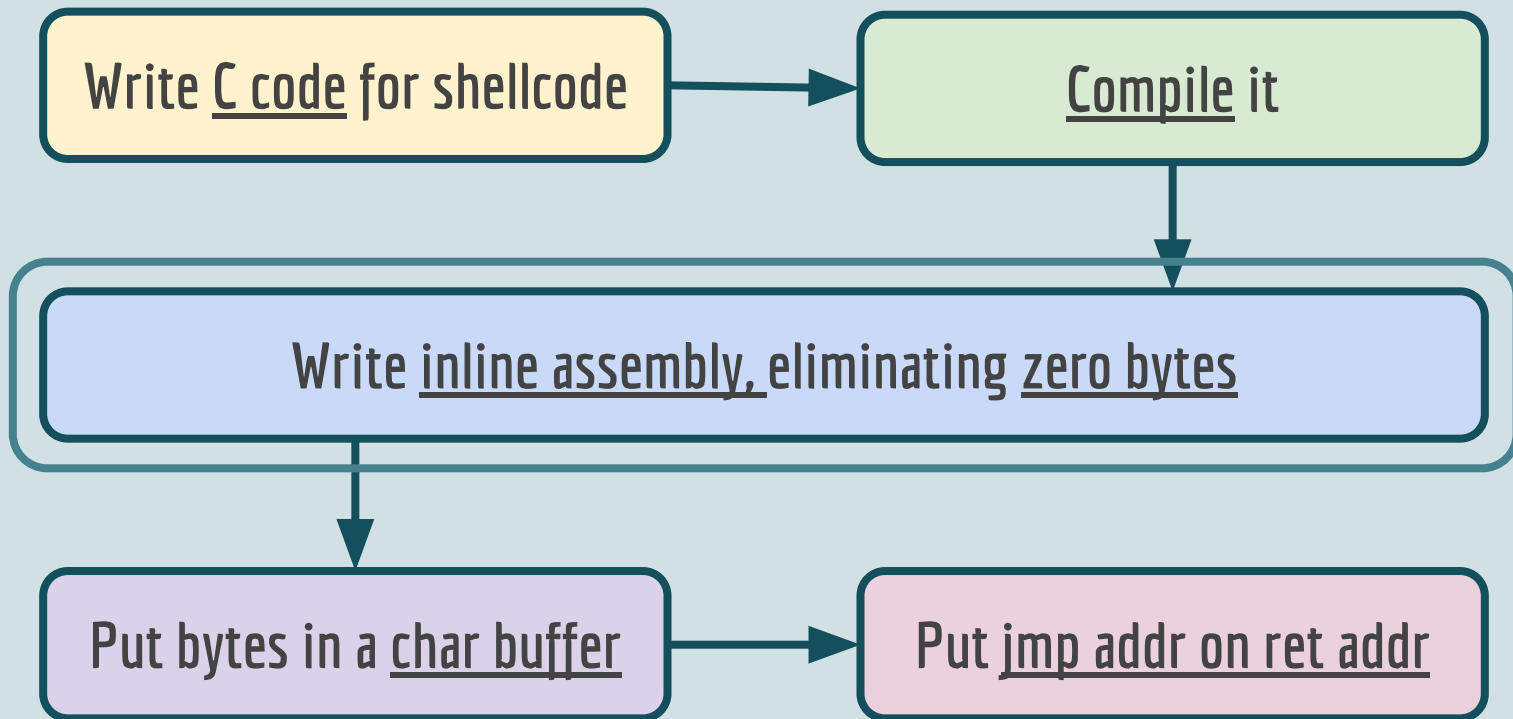 Write C code for shellcode
Compile it
Write inline assembly, eliminating zero bytes
Put bytes in a char buffer
Put jmp addr on ret addr